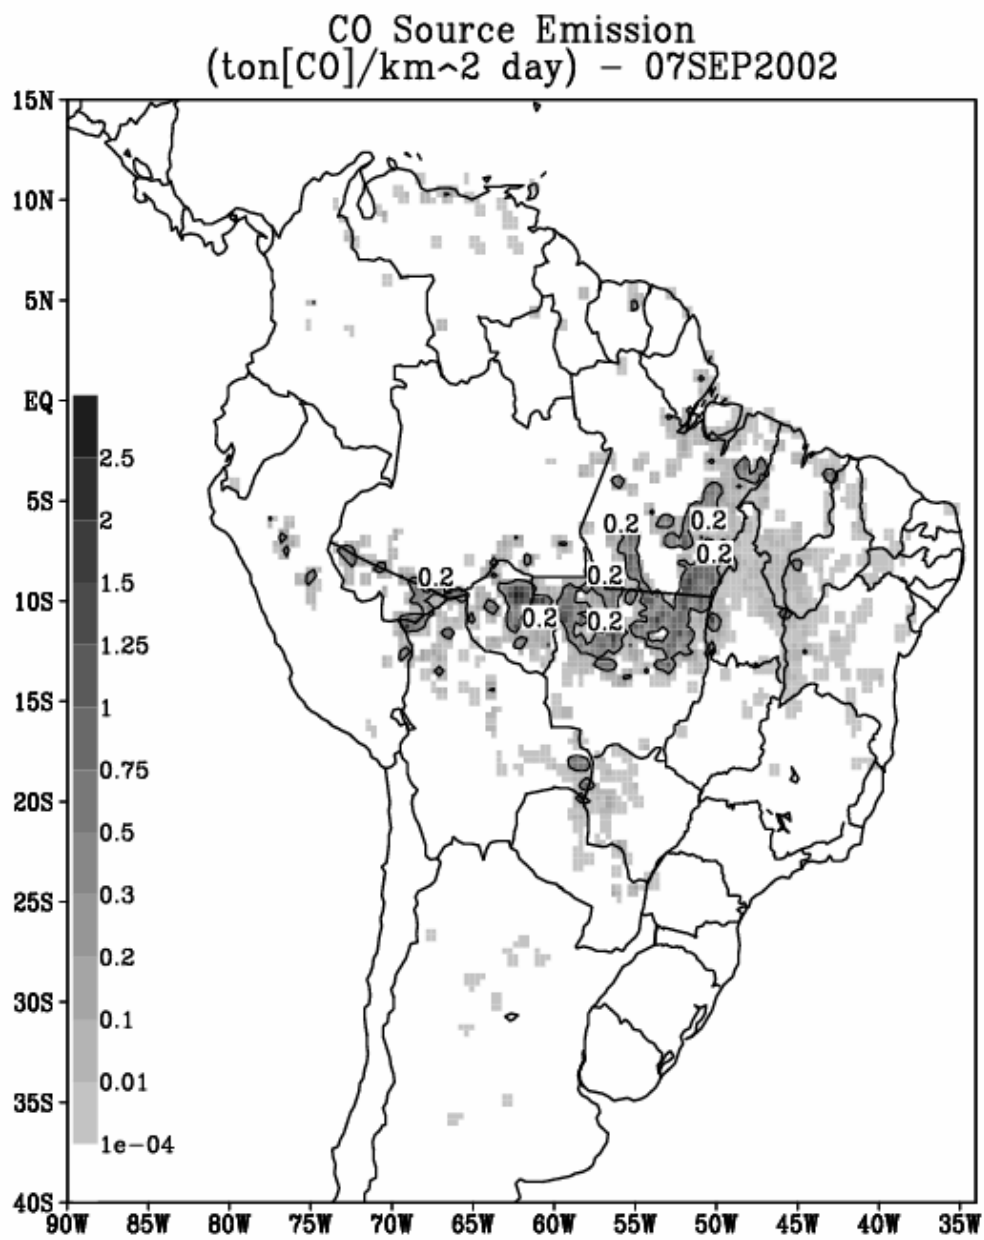 CO Source Emission
(ton[CO]/km^2 day) - 07SEP2002
15N
10N
5N
EQ
5S
10S
15S
20S
25S
30S
35S
40S
2.5
2
1.5
1.25
1
0.75
0.5
0.3
0.2
0.1
0.01
1e-04
0.2
0.2
0.2
0.2
0.2
0.2
0.2
90W 85W 80W 75W 70W 65W 60W 55W 50W 45W 40W 35W